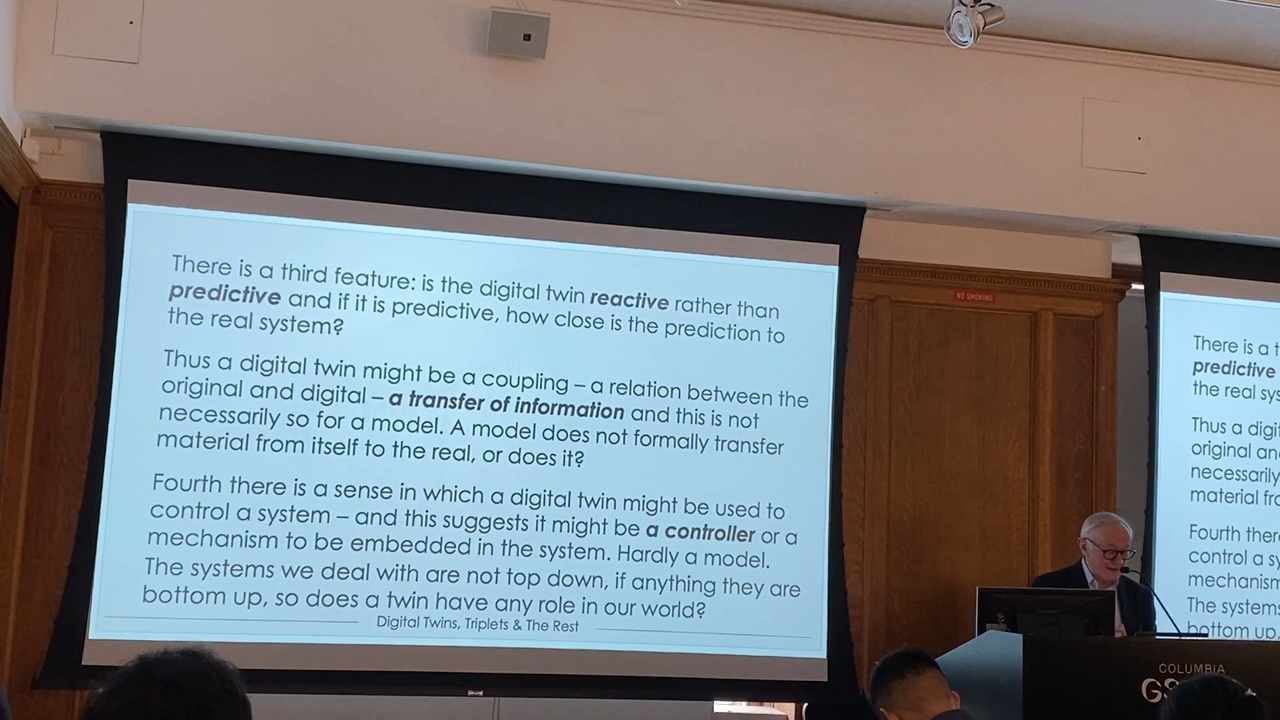 There is a third feature: is the digital twin reactive rather than
predictive and if it is predictive, how close is the prediction to
the real system?
Thus a digital twin might be a coupling – a relation between the
original and digital – a transfer of information and this is not
necessarily so for a model. A model does not formally transfer
material from itself to the real, or does it?
Fourth there is a sense in which a digital twin might be used to
control a system – and this suggests it might be a controller or a
mechanism to be embedded in the system. Hardly a model.
The systems we deal with are not top down, if anything they are
bottom up, so does a twin have any role in our world?
Digital Twins, Triplets & The Rest
NO SMOKING
There is a t
predictive
the real sys
Thus a digit
original an
necessarily
material fr
Fourth ther
control a sy
mechanism
The systems
bottom up
COLUMBIA